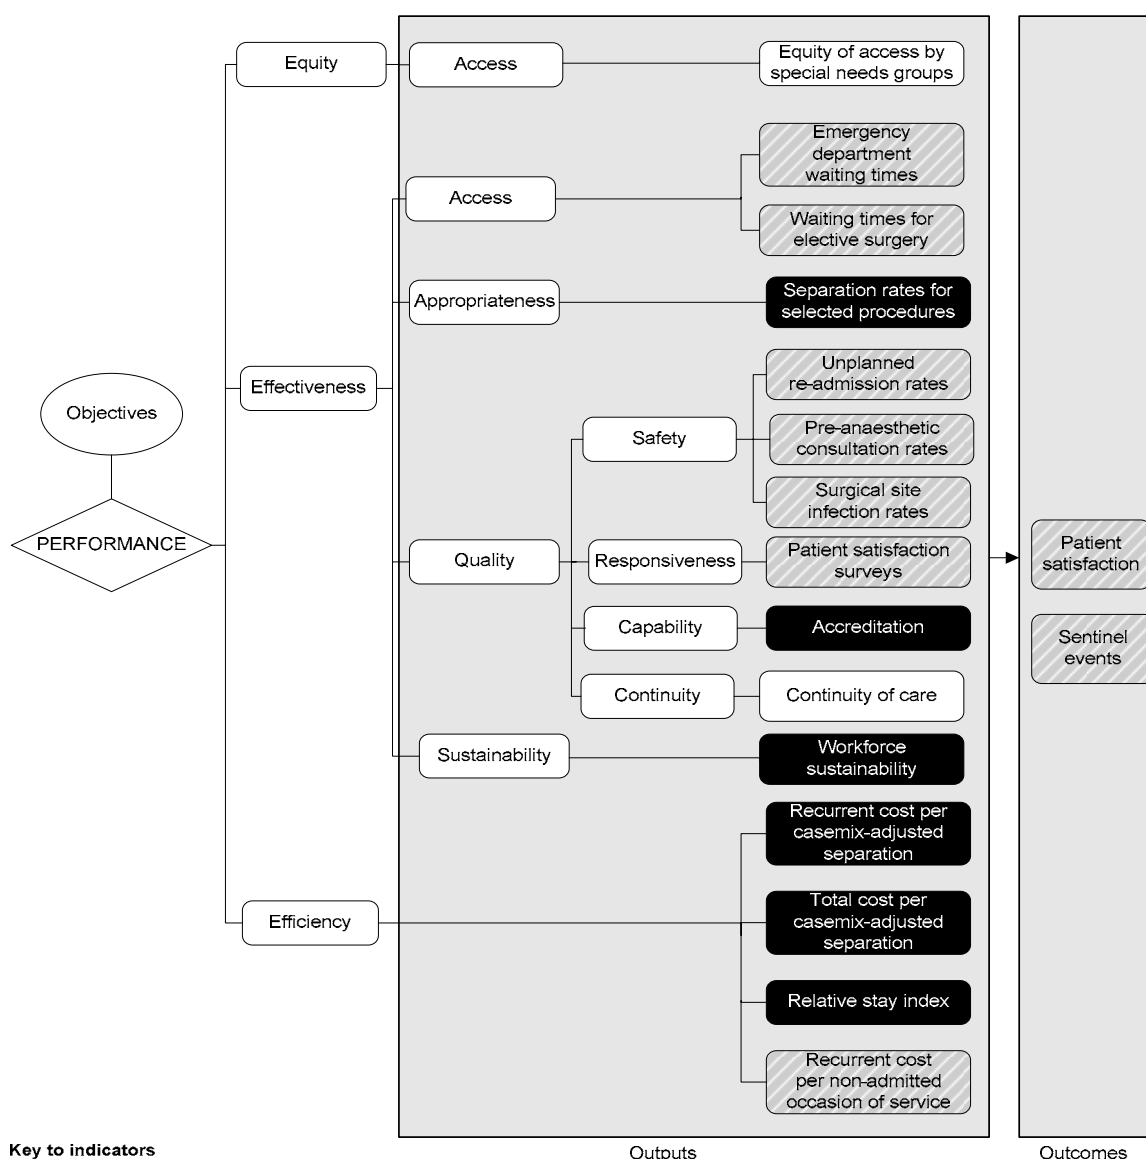 Equity
Access
Equity of access by
special needs groups
Emergency
department
waiting times
Access
Waiting times for
elective surgery
Appropriateness
Separation rates for
selected procedures
Objectives
Effectiveness
Unplanned
re-admission rates
Safety
Pre-anaesthetic
consultation rates
Surgical site
infection rates
PERFORMANCE
Quality
Responsiveness
Patient satisfaction
surveys
Patient
satisfaction
Capability
Accreditation
Sentinel
events
Continuity
Continuity of care
Sustainability
Workforce
sustainability
Recurrent cost per
casemix-adjusted
separation
Efficiency
Total cost per
casemix-adjusted
separation
Relative stay index
Recurrent cost
per non-admitted
occasion of service
Key to indicators
Outputs
Outcomes